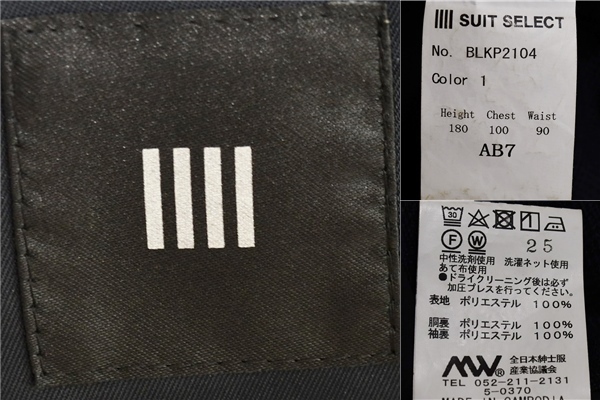 SUIT SELECT
No. BLKP2104
Color 1
Height Chest Waist
180 100 90
AB7
30
F W 25
中性洗剤使用 洗濯ネット使用
あて布使用
●ドライクリーニング後は必ず
加圧プレスを行ってください。
表地 ポリエステル 100%
胴裏 ポリエステル 100%
袖裏 ポリエステル 100%
MW® 全日本紳士服
産業協議会
TEL 052-211-2131
5-0370
MADE IN CAMBODIA